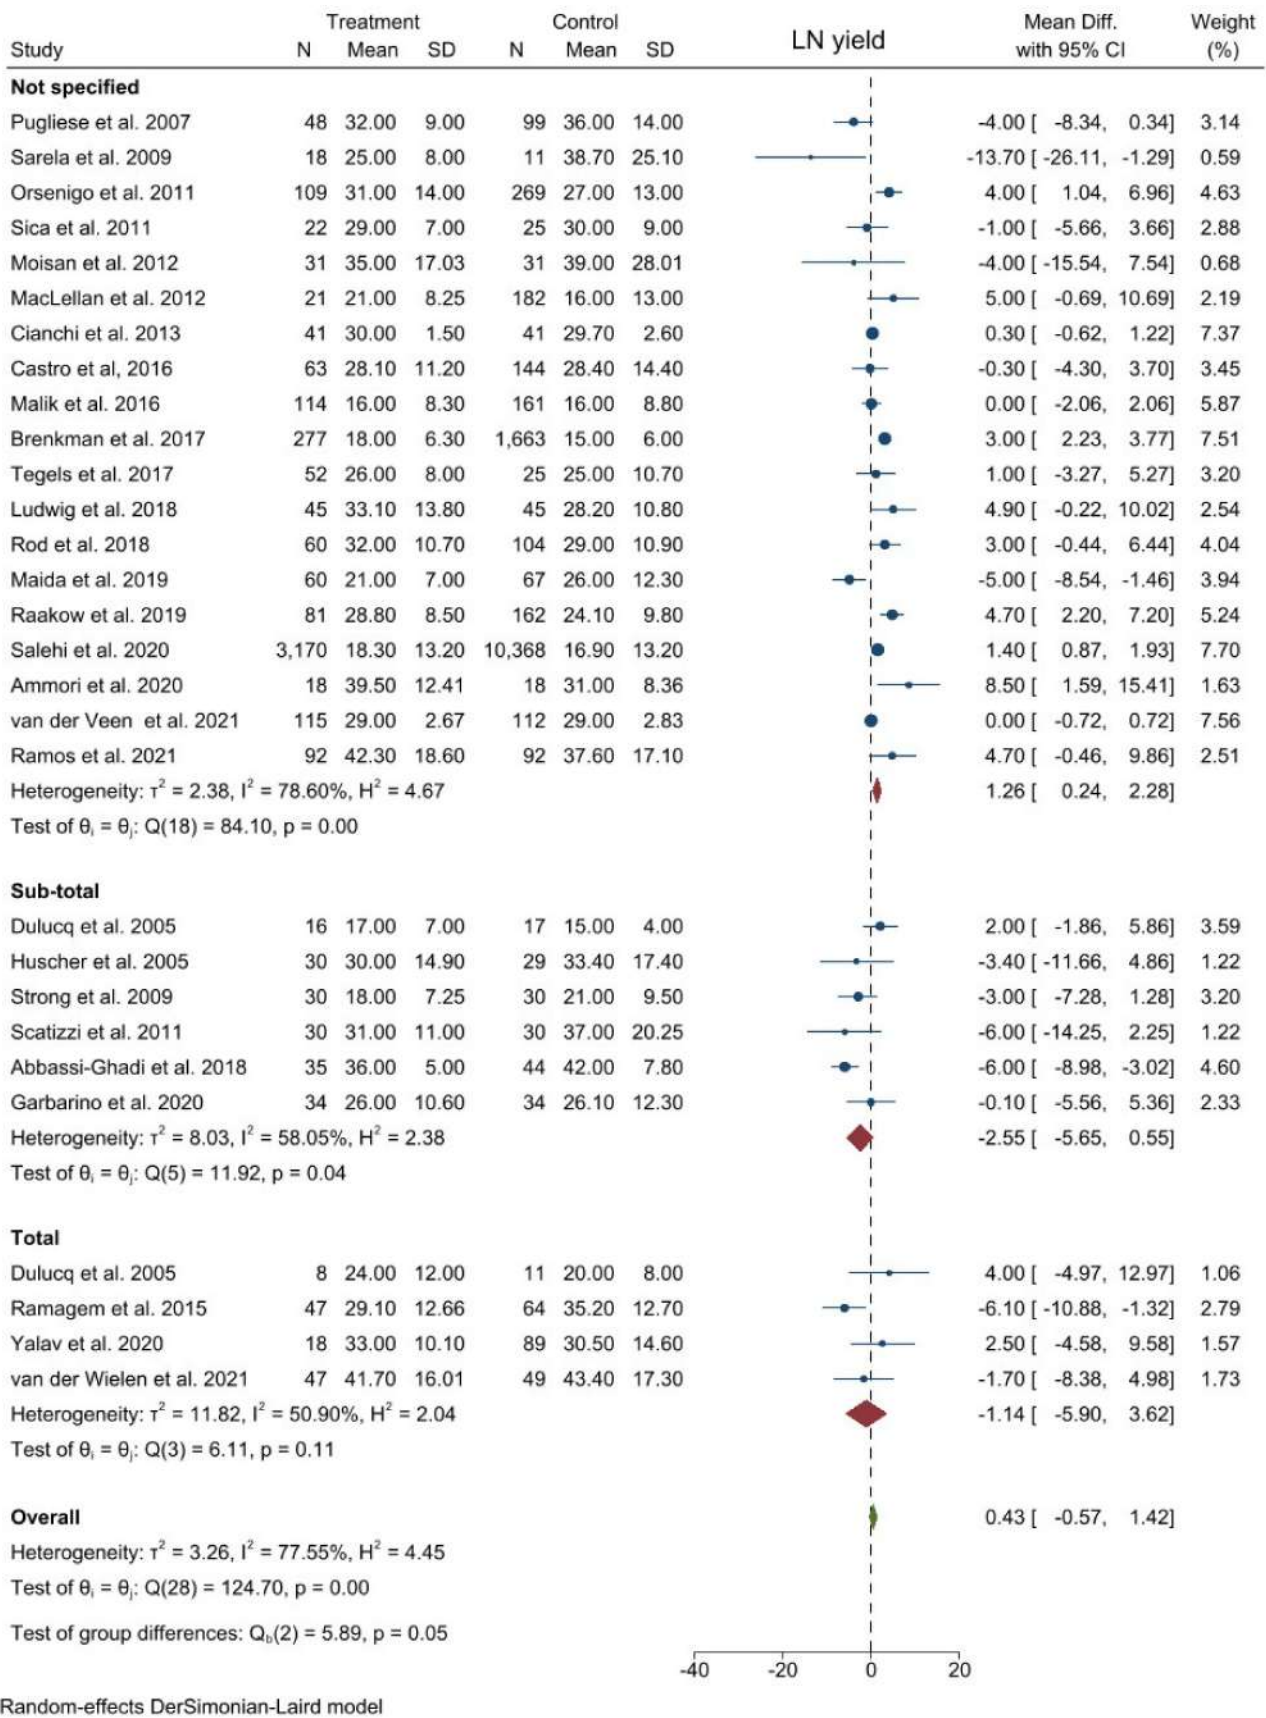 Treatment Control LN yield Mean Diff. Weight
Study N Mean SD N Mean SD with 95% CI (%)
Not specified
Pugliese et al. 2007 48 32.00 9.00 99 36.00 14.00 -4.00 [ -8.34, 0.34] 3.14
Sarela et al. 2009 18 25.00 8.00 11 38.70 25.10 -13.70 [ -26.11, -1.29] 0.59
Orsenigo et al. 2011 109 31.00 14.00 269 27.00 13.00 4.00 [ 1.04, 6.96] 4.63
Sica et al. 2011 22 29.00 7.00 25 30.00 9.00 -1.00 [ -5.66, 3.66] 2.88
Moisan et al. 2012 31 35.00 17.03 31 39.00 28.01 -4.00 [ -15.54, 7.54] 0.68
MacLellan et al. 2012 21 21.00 8.25 182 16.00 13.00 5.00 [ -0.69, 10.69] 2.19
Cianchi et al. 2013 41 30.00 1.50 41 29.70 2.60 0.30 [ -0.62, 1.22] 7.37
Castro et al, 2016 63 28.10 11.20 144 28.40 14.40 -0.30 [ -4.30, 3.70] 3.45
Malik et al. 2016 114 16.00 8.30 161 16.00 8.80 0.00 [ -2.06, 2.06] 5.87
Brenkman et al. 2017 277 18.00 6.30 1,663 15.00 6.00 3.00 [ 2.23, 3.77] 7.51
Tegels et al. 2017 52 26.00 8.00 25 25.00 10.70 1.00 [ -3.27, 5.27] 3.20
Ludwig et al. 2018 45 33.10 13.80 45 28.20 10.80 4.90 [ -0.22, 10.02] 2.54
Rod et al. 2018 60 32.00 10.70 104 29.00 10.90 3.00 [ -0.44, 6.44] 4.04
Maida et al. 2019 60 21.00 7.00 67 26.00 12.30 -5.00 [ -8.54, -1.46] 3.94
Raakow et al. 2019 81 28.80 8.50 162 24.10 9.80 4.70 [ 2.20, 7.20] 5.24
Salehi et al. 2020 3,170 18.30 13.20 10,368 16.90 13.20 1.40 [ 0.87, 1.93] 7.70
Ammori et al. 2020 18 39.50 12.41 18 31.00 8.36 8.50 [ 1.59, 15.41] 1.63
van der Veen et al. 2021 115 29.00 2.67 112 29.00 2.83 0.00 [ -0.72, 0.72] 7.56
Ramos et al. 2021 92 42.30 18.60 92 37.60 17.10 4.70 [ -0.46, 9.86] 2.51
Heterogeneity: τ² = 2.38, I² = 78.60%, H² = 4.67 1.26 [ 0.24, 2.28]
Test of θᵢ = θⱼ: Q(18) = 84.10, p = 0.00
Sub-total
Dulucq et al. 2005 16 17.00 7.00 17 15.00 4.00 2.00 [ -1.86, 5.86] 3.59
Huscher et al. 2005 30 30.00 14.90 29 33.40 17.40 -3.40 [ -11.66, 4.86] 1.22
Strong et al. 2009 30 18.00 7.25 30 21.00 9.50 -3.00 [ -7.28, 1.28] 3.20
Scatizzi et al. 2011 30 31.00 11.00 30 37.00 20.25 -6.00 [ -14.25, 2.25] 1.22
Abbassi-Ghadi et al. 2018 35 36.00 5.00 44 42.00 7.80 -6.00 [ -8.98, -3.02] 4.60
Garbarino et al. 2020 34 26.00 10.60 34 26.10 12.30 -0.10 [ -5.56, 5.36] 2.33
Heterogeneity: τ² = 8.03, I² = 58.05%, H² = 2.38 -2.55 [ -5.65, 0.55]
Test of θᵢ = θⱼ: Q(5) = 11.92, p = 0.04
Total
Dulucq et al. 2005 8 24.00 12.00 11 20.00 8.00 4.00 [ -4.97, 12.97] 1.06
Ramagem et al. 2015 47 29.10 12.66 64 35.20 12.70 -6.10 [ -10.88, -1.32] 2.79
Yalav et al. 2020 18 33.00 10.10 89 30.50 14.60 2.50 [ -4.58, 9.58] 1.57
van der Wielen et al. 2021 47 41.70 16.01 49 43.40 17.30 -1.70 [ -8.38, 4.98] 1.73
Heterogeneity: τ² = 11.82, I² = 50.90%, H² = 2.04 -1.14 [ -5.90, 3.62]
Test of θᵢ = θⱼ: Q(3) = 6.11, p = 0.11
Overall 0.43 [ -0.57, 1.42]
Heterogeneity: τ² = 3.26, I² = 77.55%, H² = 4.45
Test of θᵢ = θⱼ: Q(28) = 124.70, p = 0.00
Test of group differences: Q_b(2) = 5.89, p = 0.05
-40 -20 0 20
Random-effects DerSimonian-Laird model